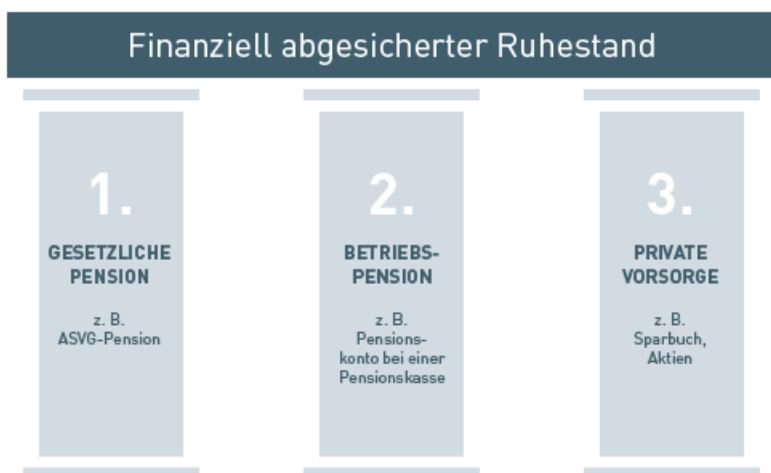 Finanziell abgesicherter Ruhestand
1.
GESETZLICHE
PENSION
z. B.
ASVG-Pension
2.
BETRIEBS-
PENSION
z. B.
Pensions-
konto bei einer
Pensionskasse
3.
PRIVATE
VORSORGE
z. B.
Sparbuch,
Aktien